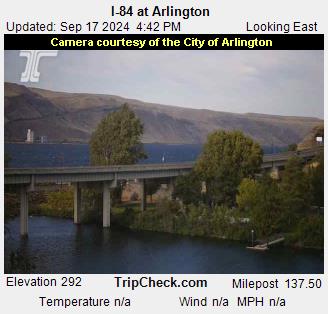 I-84 at Arlington
Updated: Sep 17 2024 4:42 PM Looking East
Camera courtesy of the City of Arlington
Elevation 292 TripCheck.com Milepost 137.50
Temperature n/a Wind n/a MPH n/a